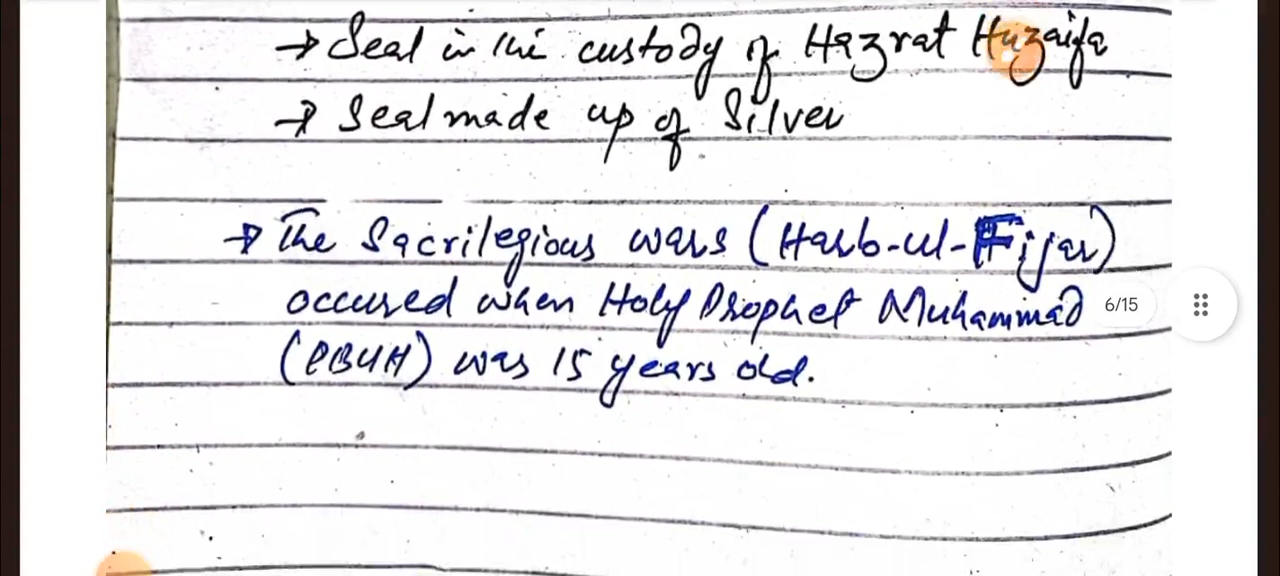 → Seal in the custody of Hazrat Huzaifa
→ Seal made up of Silver
→ The Sacrilegious wars (Harb-ul-Fijar)
occured when Holy Prophet Muhammad
(PBUH) was 15 years old.
6/15